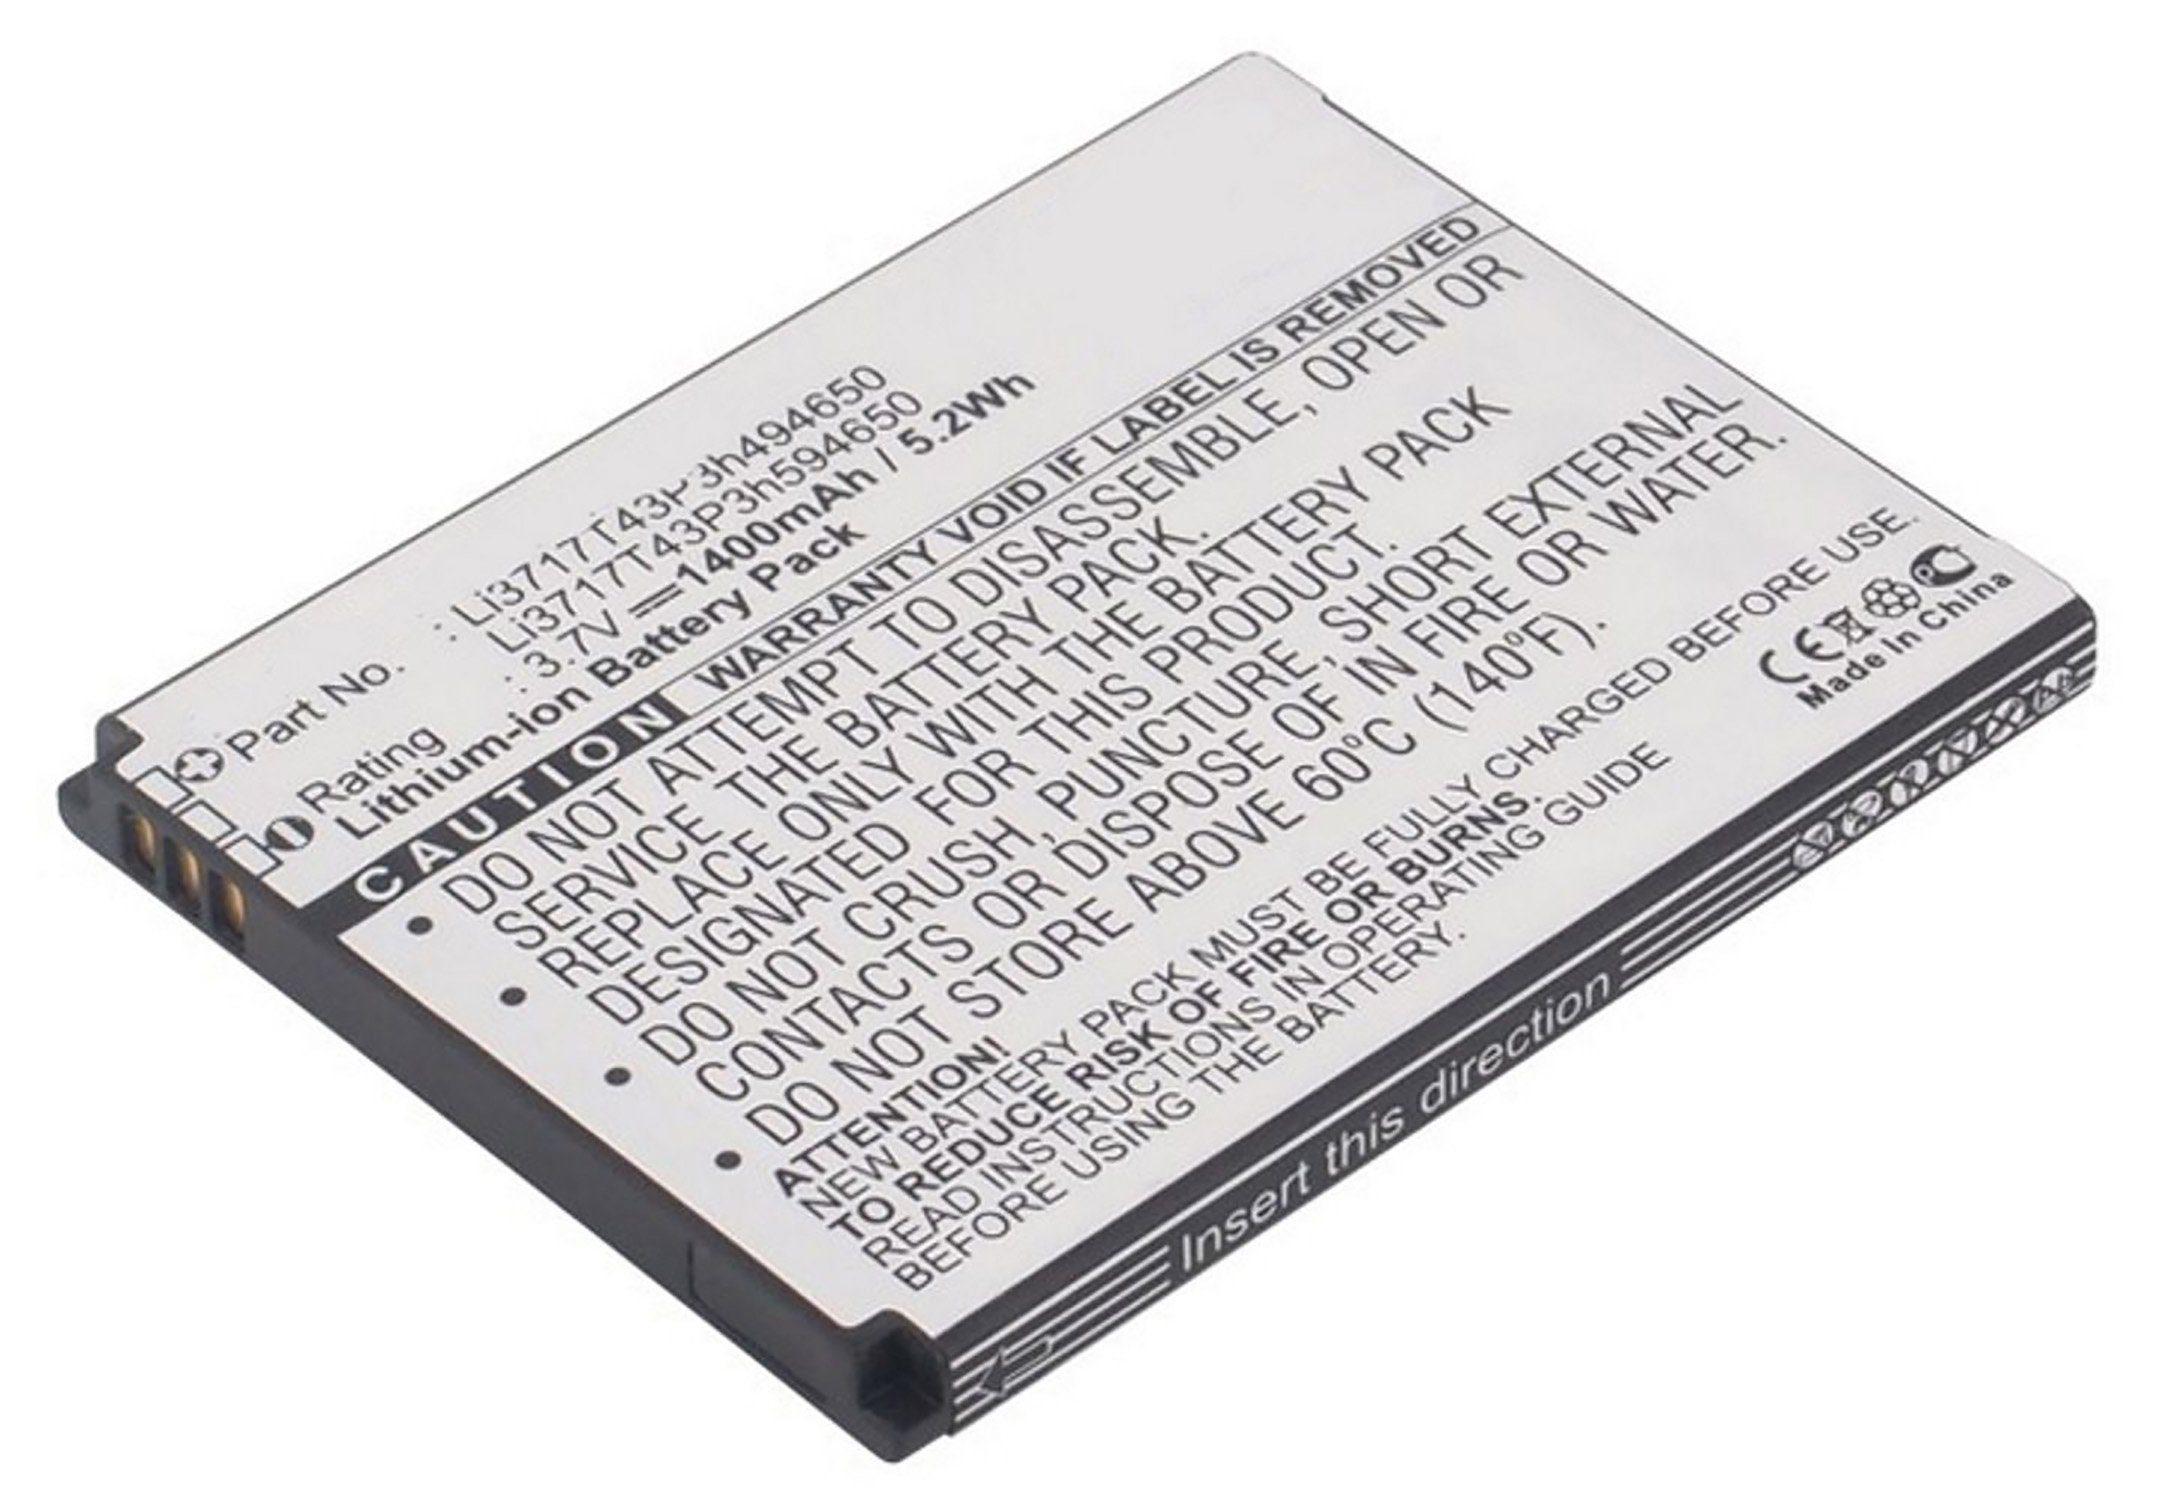 Part No. : Li3717T43P3h494650
Li3717T43P3h594650
Rating : 3.7V 1400mAh / 5.2Wh
Lithium-ion Battery Pack
CAUTION WARRANTY VOID IF LABEL IS REMOVED
• DO NOT ATTEMPT TO DISASSEMBLE, OPEN OR
SERVICE THE BATTERY PACK.
• REPLACE ONLY WITH THE BATTERY PACK
DESIGNATED FOR THIS PRODUCT.
• DO NOT CRUSH, PUNCTURE, SHORT EXTERNAL
CONTACTS OR DISPOSE OF IN FIRE OR WATER.
• DO NOT STORE ABOVE 60°C (140°F).
ATTENTION!
NEW BATTERY PACK MUST BE FULLY CHARGED BEFORE USE.
TO REDUCE RISK OF FIRE OR BURNS.
READ INSTRUCTIONS IN OPERATING GUIDE
BEFORE USING THE BATTERY.
CE
Made In China
Insert this direction